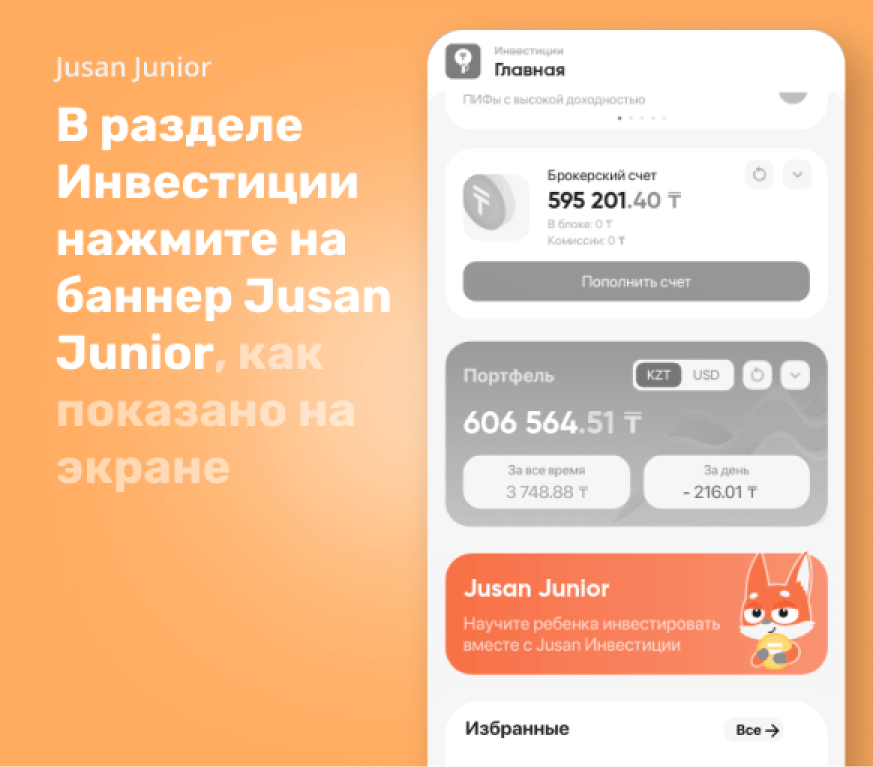 Jusan Junior
В разделе
Инвестиции
нажмите на
баннер Jusan
Junior, как
показано на
экране
Инвестиции
Главная
ПИФы с высокой доходностью
Брокерский счет
595 201.40 ₸
В блоке: 0 ₸
Комиссии: 0 ₸
Пополнить счет
Портфель
KZT USD
606 564.51 ₸
За все время
3 748.88 ₸
За день
- 216.01 ₸
Jusan Junior
Научите ребенка инвестировать
вместе с Jusan Инвестиции
Избранные
Все →